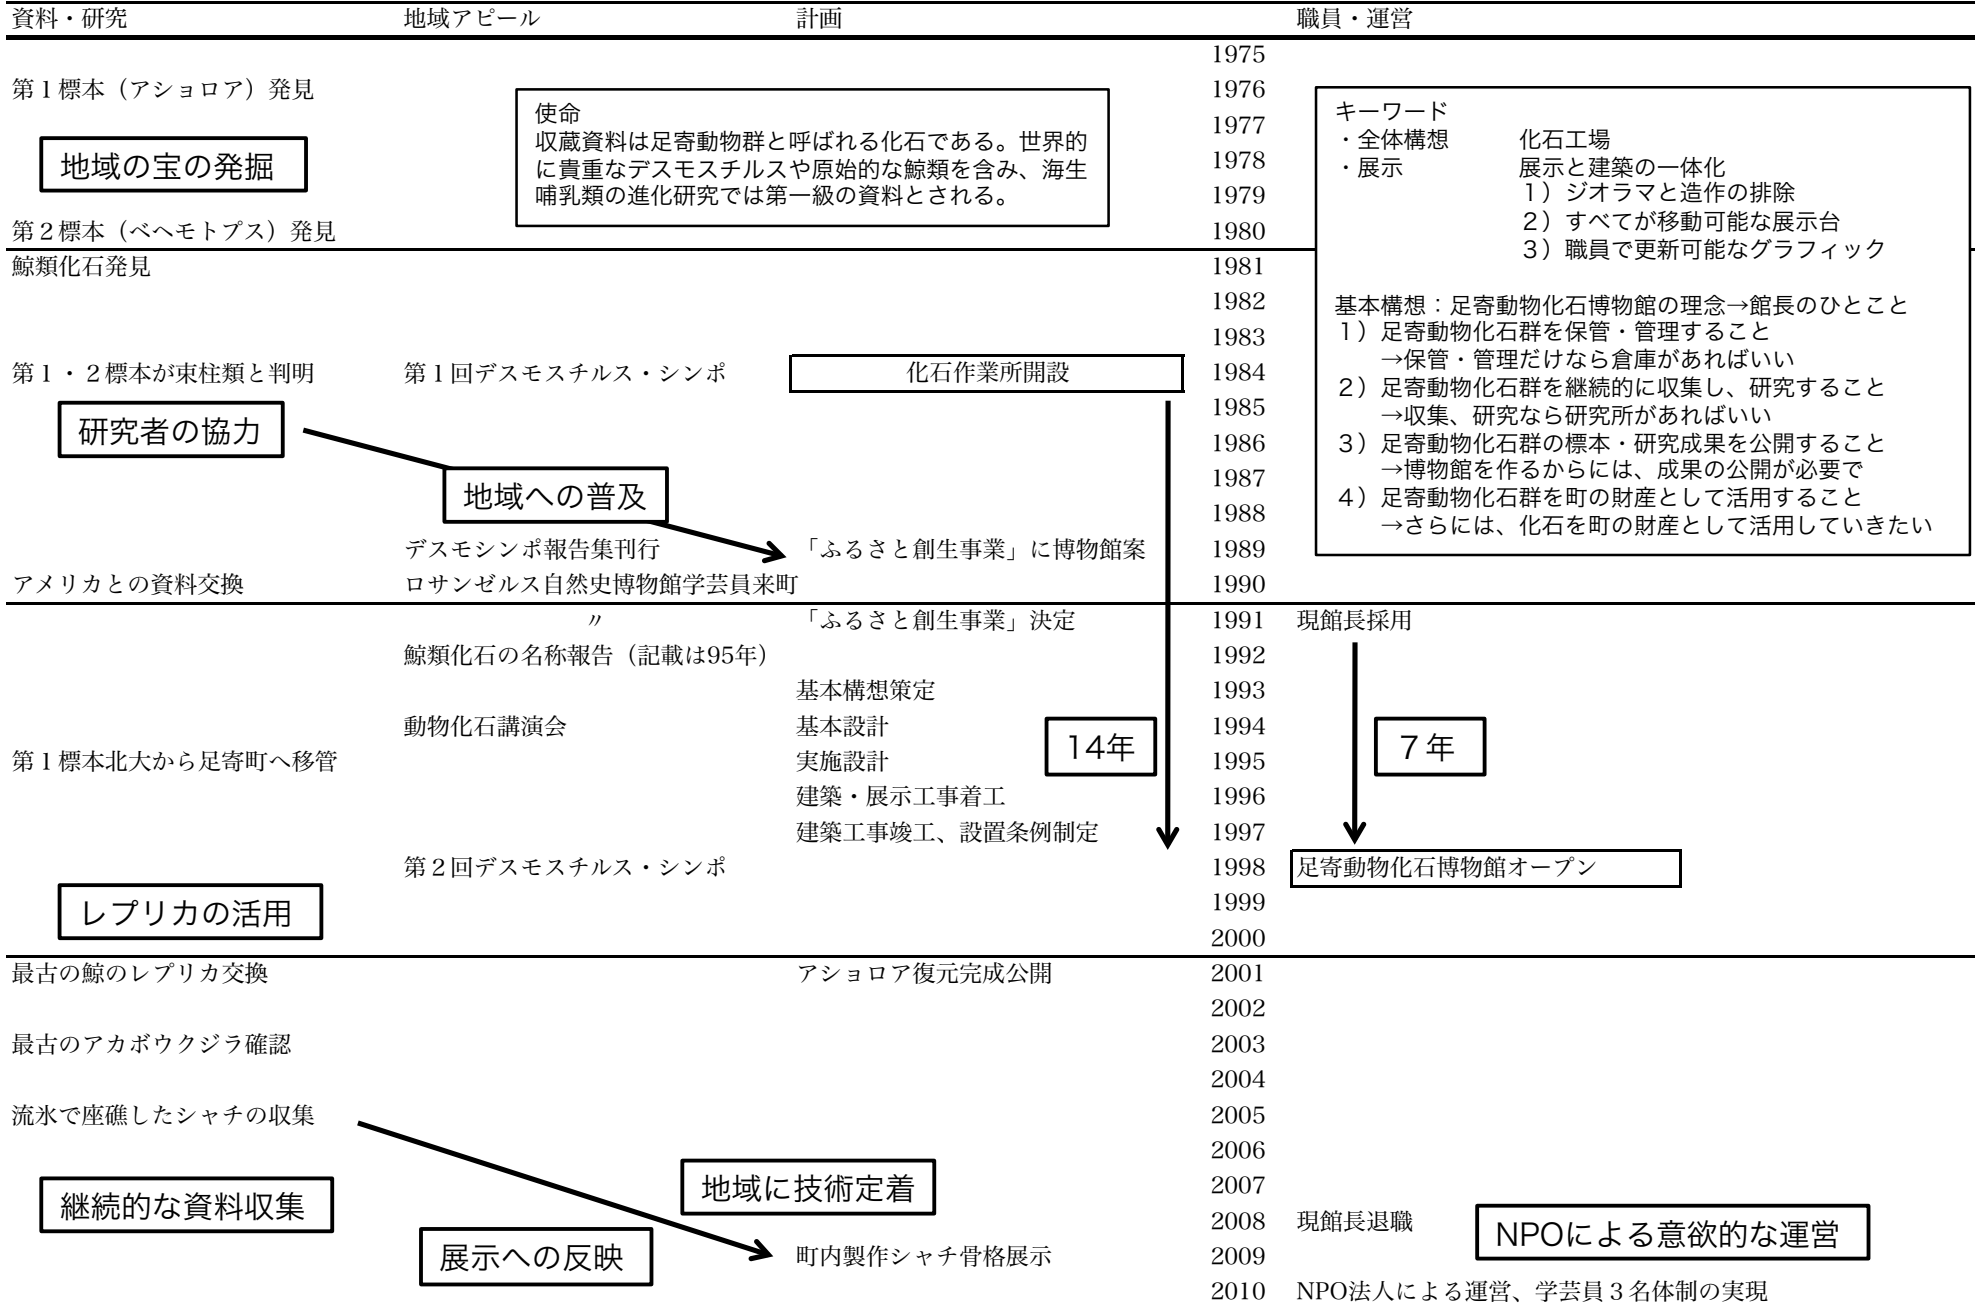 資料・研究 地域アピール 計画 職員・運営
1975
第１標本（アショロア）発見 1976
1977
地域の宝の発掘 1978
1979
第２標本（ベヘモトプス）発見 1980
使命
収蔵資料は足寄動物群と呼ばれる化石である。世界的
に貴重なデスモスチルスや原始的な鯨類を含み、海生
哺乳類の進化研究では第一級の資料とされる。
キーワード
・全体構想 化石工場
・展示 展示と建築の一体化
１）ジオラマと造作の排除
２）すべてが移動可能な展示台
３）職員で更新可能なグラフィック
基本構想：足寄動物化石博物館の理念→館長のひとこと
１）足寄動物化石群を保管・管理すること
→保管・管理だけなら倉庫があればいい
２）足寄動物化石群を継続的に収集し、研究すること
→収集、研究なら研究所があればいい
３）足寄動物化石群の標本・研究成果を公開すること
→博物館を作るからには、成果の公開が必要で
４）足寄動物化石群を町の財産として活用すること
→さらには、化石を町の財産として活用していきたい
鯨類化石発見 1981
1982
1983
第１・２標本が束柱類と判明 第１回デスモスチルス・シンポ 化石作業所開設 1984
1985
研究者の協力 1986
1987
地域への普及
1988
デスモシンポ報告集刊行 「ふるさと創生事業」に博物館案 1989
アメリカとの資料交換 ロサンゼルス自然史博物館学芸員来町 1990
〃 「ふるさと創生事業」決定 1991 現館長採用
鯨類化石の名称報告（記載は95年） 1992
基本構想策定 1993
動物化石講演会 基本設計 1994
14年 ７年
第１標本北大から足寄町へ移管 実施設計 1995
建築・展示工事着工 1996
建築工事竣工、設置条例制定 1997
第２回デスモスチルス・シンポ 1998 足寄動物化石博物館オープン
レプリカの活用 1999
2000
最古の鯨のレプリカ交換 アショロア復元完成公開 2001
2002
最古のアカボウクジラ確認 2003
2004
流氷で座礁したシャチの収集 2005
2006
地域に技術定着 2007
継続的な資料収集
2008 現館長退職 NPOによる意欲的な運営
展示への反映 町内製作シャチ骨格展示 2009
2010 NPO法人による運営、学芸員３名体制の実現